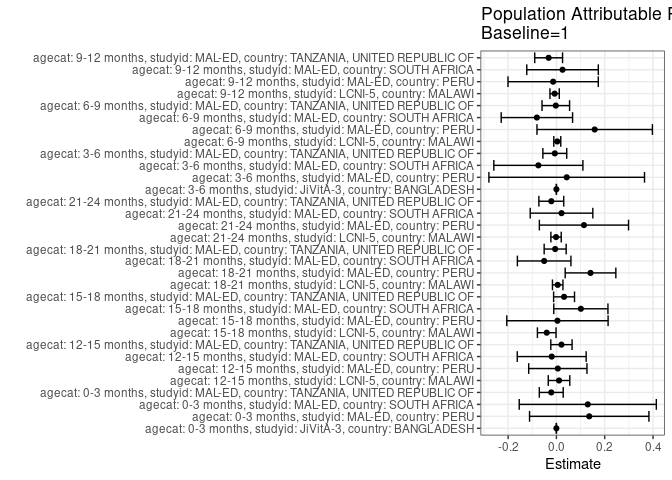 Population Attributable
Baseline=1
agecat: 9-12 months, studyid: MAL-ED, country: TANZANIA, UNITED REPUBLIC OF
agecat: 9-12 months, studyid: MAL-ED, country: SOUTH AFRICA
agecat: 9-12 months, studyid: MAL-ED, country: PERU
agecat: 9-12 months, studyid: LCNI-5, country: MALAWI
agecat: 6-9 months, studyid: MAL-ED, country: TANZANIA, UNITED REPUBLIC OF
agecat: 6-9 months, studyid: MAL-ED, country: SOUTH AFRICA
agecat: 6-9 months, studyid: MAL-ED, country: PERU
agecat: 6-9 months, studyid: LCNI-5, country: MALAWI
agecat: 3-6 months, studyid: MAL-ED, country: TANZANIA, UNITED REPUBLIC OF
agecat: 3-6 months, studyid: MAL-ED, country: SOUTH AFRICA
agecat: 3-6 months, studyid: MAL-ED, country: PERU
agecat: 3-6 months, studyid: JiVitA-3, country: BANGLADESH
agecat: 21-24 months, studyid: MAL-ED, country: TANZANIA, UNITED REPUBLIC OF
agecat: 21-24 months, studyid: MAL-ED, country: SOUTH AFRICA
agecat: 21-24 months, studyid: MAL-ED, country: PERU
agecat: 21-24 months, studyid: LCNI-5, country: MALAWI
agecat: 18-21 months, studyid: MAL-ED, country: TANZANIA, UNITED REPUBLIC OF
agecat: 18-21 months, studyid: MAL-ED, country: SOUTH AFRICA
agecat: 18-21 months, studyid: MAL-ED, country: PERU
agecat: 18-21 months, studyid: LCNI-5, country: MALAWI
agecat: 15-18 months, studyid: MAL-ED, country: TANZANIA, UNITED REPUBLIC OF
agecat: 15-18 months, studyid: MAL-ED, country: SOUTH AFRICA
agecat: 15-18 months, studyid: MAL-ED, country: PERU
agecat: 15-18 months, studyid: LCNI-5, country: MALAWI
agecat: 12-15 months, studyid: MAL-ED, country: TANZANIA, UNITED REPUBLIC OF
agecat: 12-15 months, studyid: MAL-ED, country: SOUTH AFRICA
agecat: 12-15 months, studyid: MAL-ED, country: PERU
agecat: 12-15 months, studyid: LCNI-5, country: MALAWI
agecat: 0-3 months, studyid: MAL-ED, country: TANZANIA, UNITED REPUBLIC OF
agecat: 0-3 months, studyid: MAL-ED, country: SOUTH AFRICA
agecat: 0-3 months, studyid: MAL-ED, country: PERU
agecat: 0-3 months, studyid: JiVitA-3, country: BANGLADESH
-0.2 0.0 0.2 0.4
Estimate